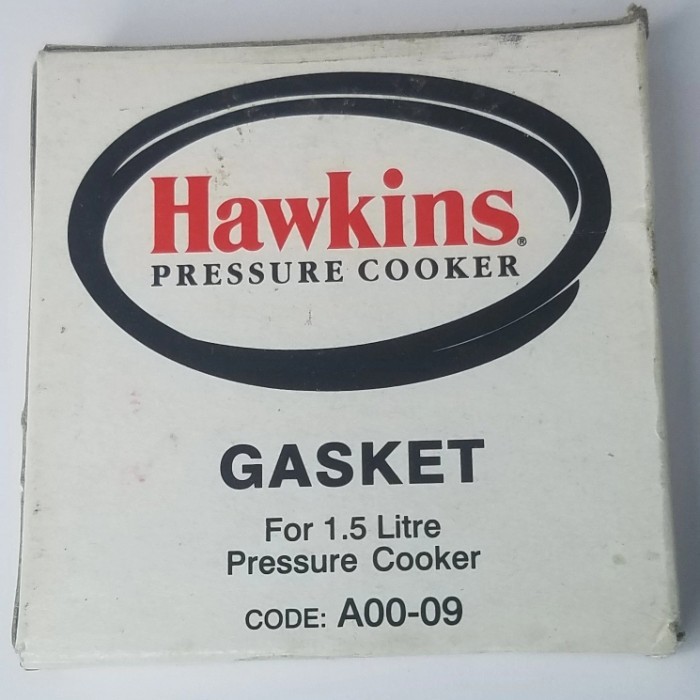 Hawkins®
PRESSURE COOKER
GASKET
For 1.5 Litre
Pressure Cooker
CODE: A00-09